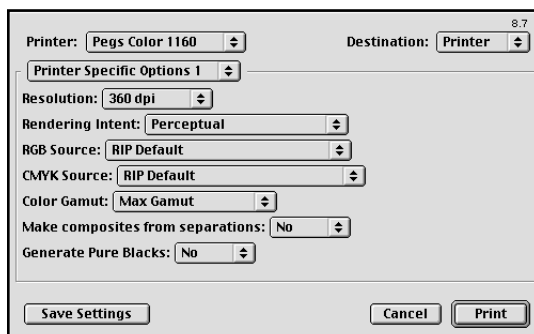 8.7
Printer: Pegs Color 1160 Destination: Printer
Printer Specific Options 1
Resolution: 360 dpi
Rendering Intent: Perceptual
RGB Source: RIP Default
CMYK Source: RIP Default
Color Gamut: Max Gamut
Make composites from separations: No
Generate Pure Blacks: No
Save Settings Cancel Print